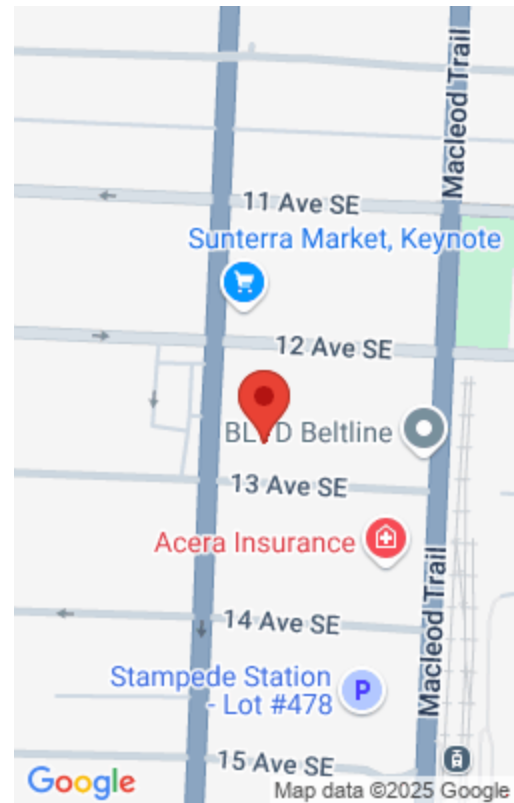 Macleod Trail
11 Ave SE
Sunterra Market, Keynote
12 Ave SE
BLVD Beltline
13 Ave SE
Acera Insurance
14 Ave SE
Macleod Trail
Stampede Station
- Lot #478
P
15 Ave SE
Google
Map data ©2025 Google